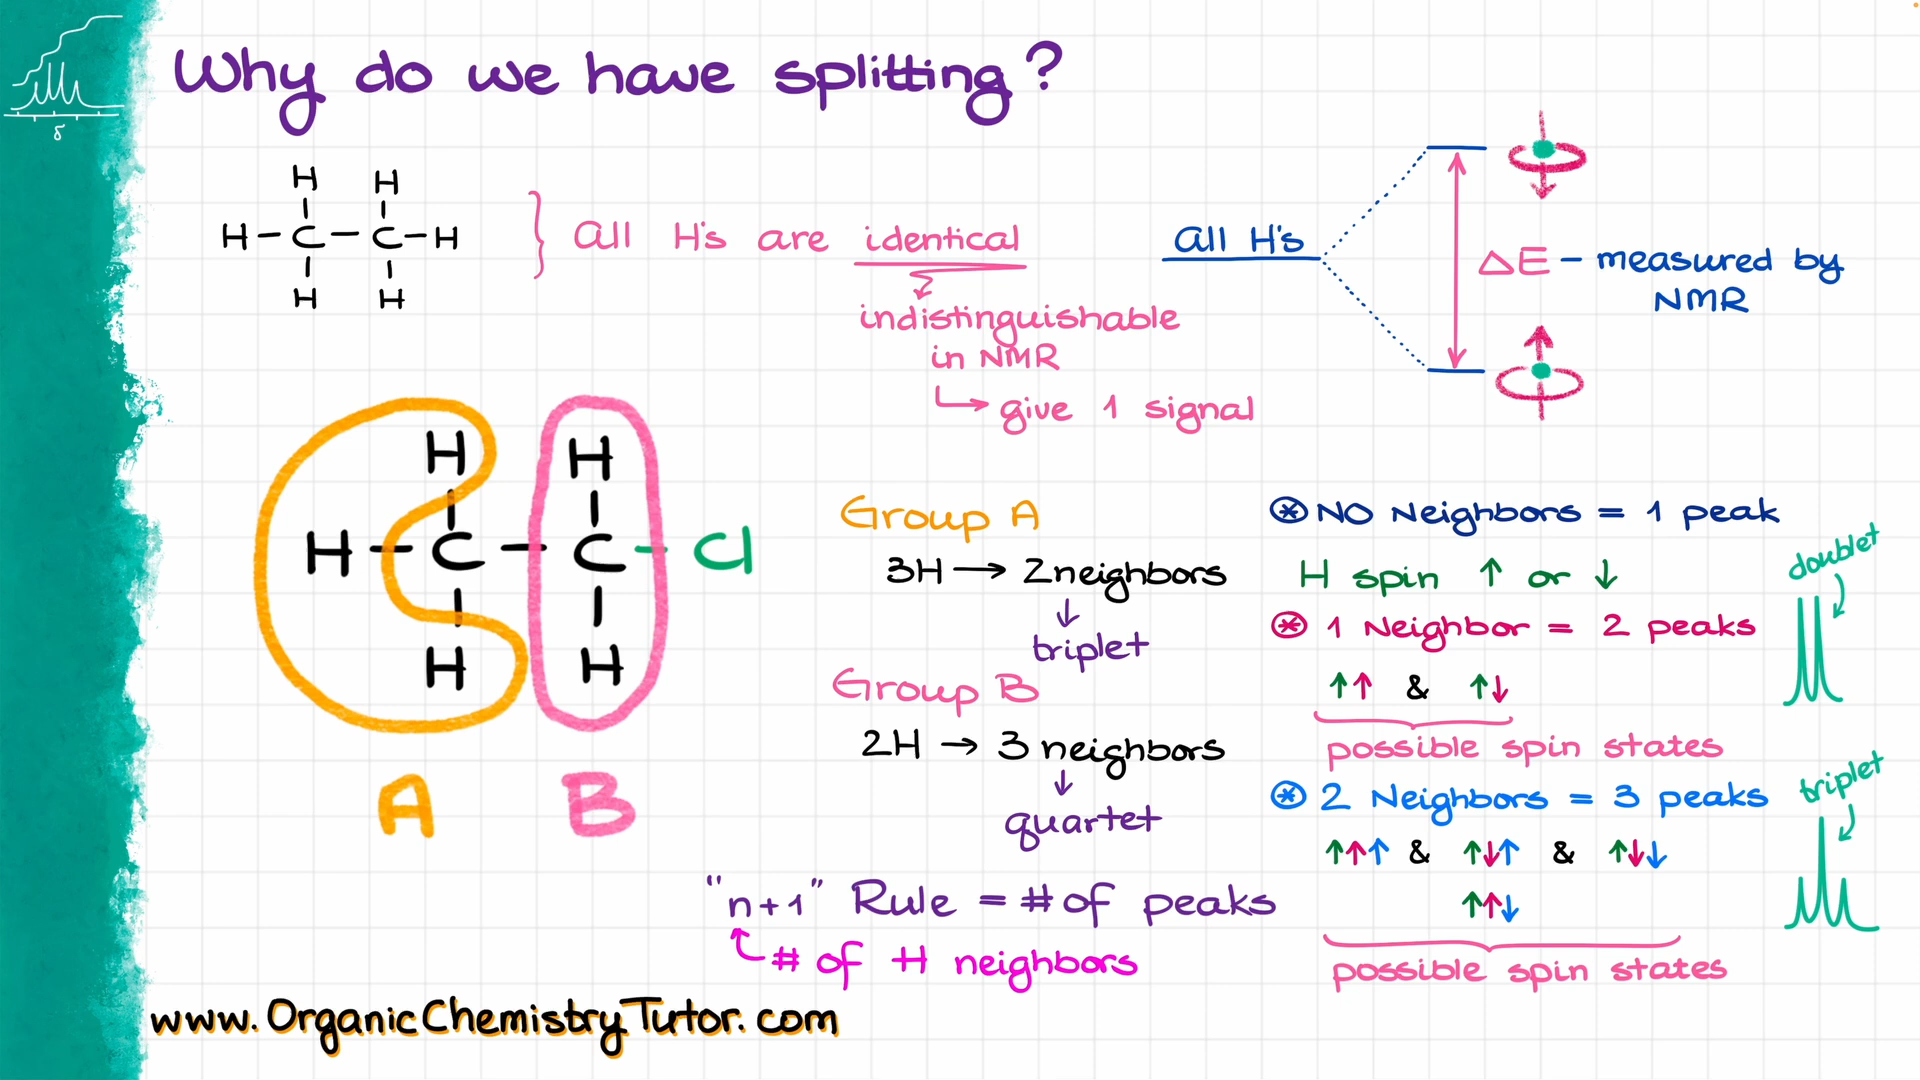 δ
Why do we have splitting?
H H
H-C-C-H
H H
} All H's are identical
indistinguishable
in NMR
↳ give 1 signal
All H's
ΔE - measured by
NMR
H H
H-C-C-Cl
H H
A B
Group A
3H → 2 neighbors
↓
triplet
Group B
2H → 3 neighbors
↓
quartet
"n+1" Rule = # of peaks
# of H neighbors
⊛ NO Neighbors = 1 peak
H spin ↑ or ↓
⊛ 1 Neighbor = 2 peaks
↑↑ & ↑↓
possible spin states
doublet
⊛ 2 Neighbors = 3 peaks
↑↑↑ & ↑↓↑ & ↑↓↓
↑↑↓
possible spin states
triplet
www.OrganicChemistryTutor.com